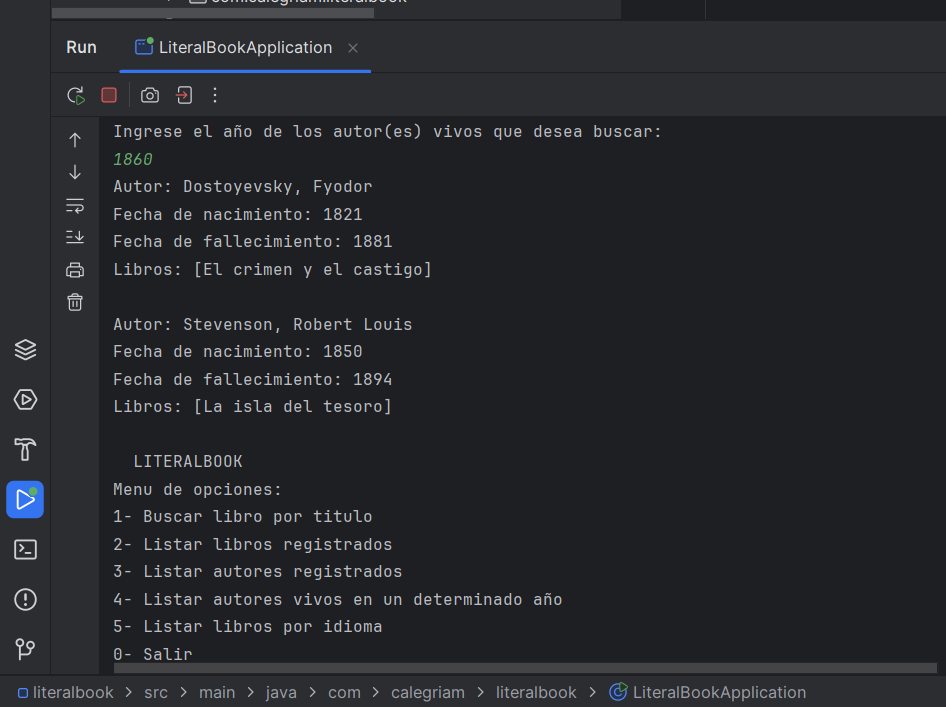 com.calegriam.literalbook
Run LiteralBookApplication
Ingrese el año de los autor(es) vivos que desea buscar:
1860
Autor: Dostoyevsky, Fyodor
Fecha de nacimiento: 1821
Fecha de fallecimiento: 1881
Libros: [El crimen y el castigo]
Autor: Stevenson, Robert Louis
Fecha de nacimiento: 1850
Fecha de fallecimiento: 1894
Libros: [La isla del tesoro]
LITERALBOOK
Menu de opciones:
1- Buscar libro por titulo
2- Listar libros registrados
3- Listar autores registrados
4- Listar autores vivos en un determinado año
5- Listar libros por idioma
0- Salir
literalbook > src > main > java > com > calegriam > literalbook > LiteralBookApplication